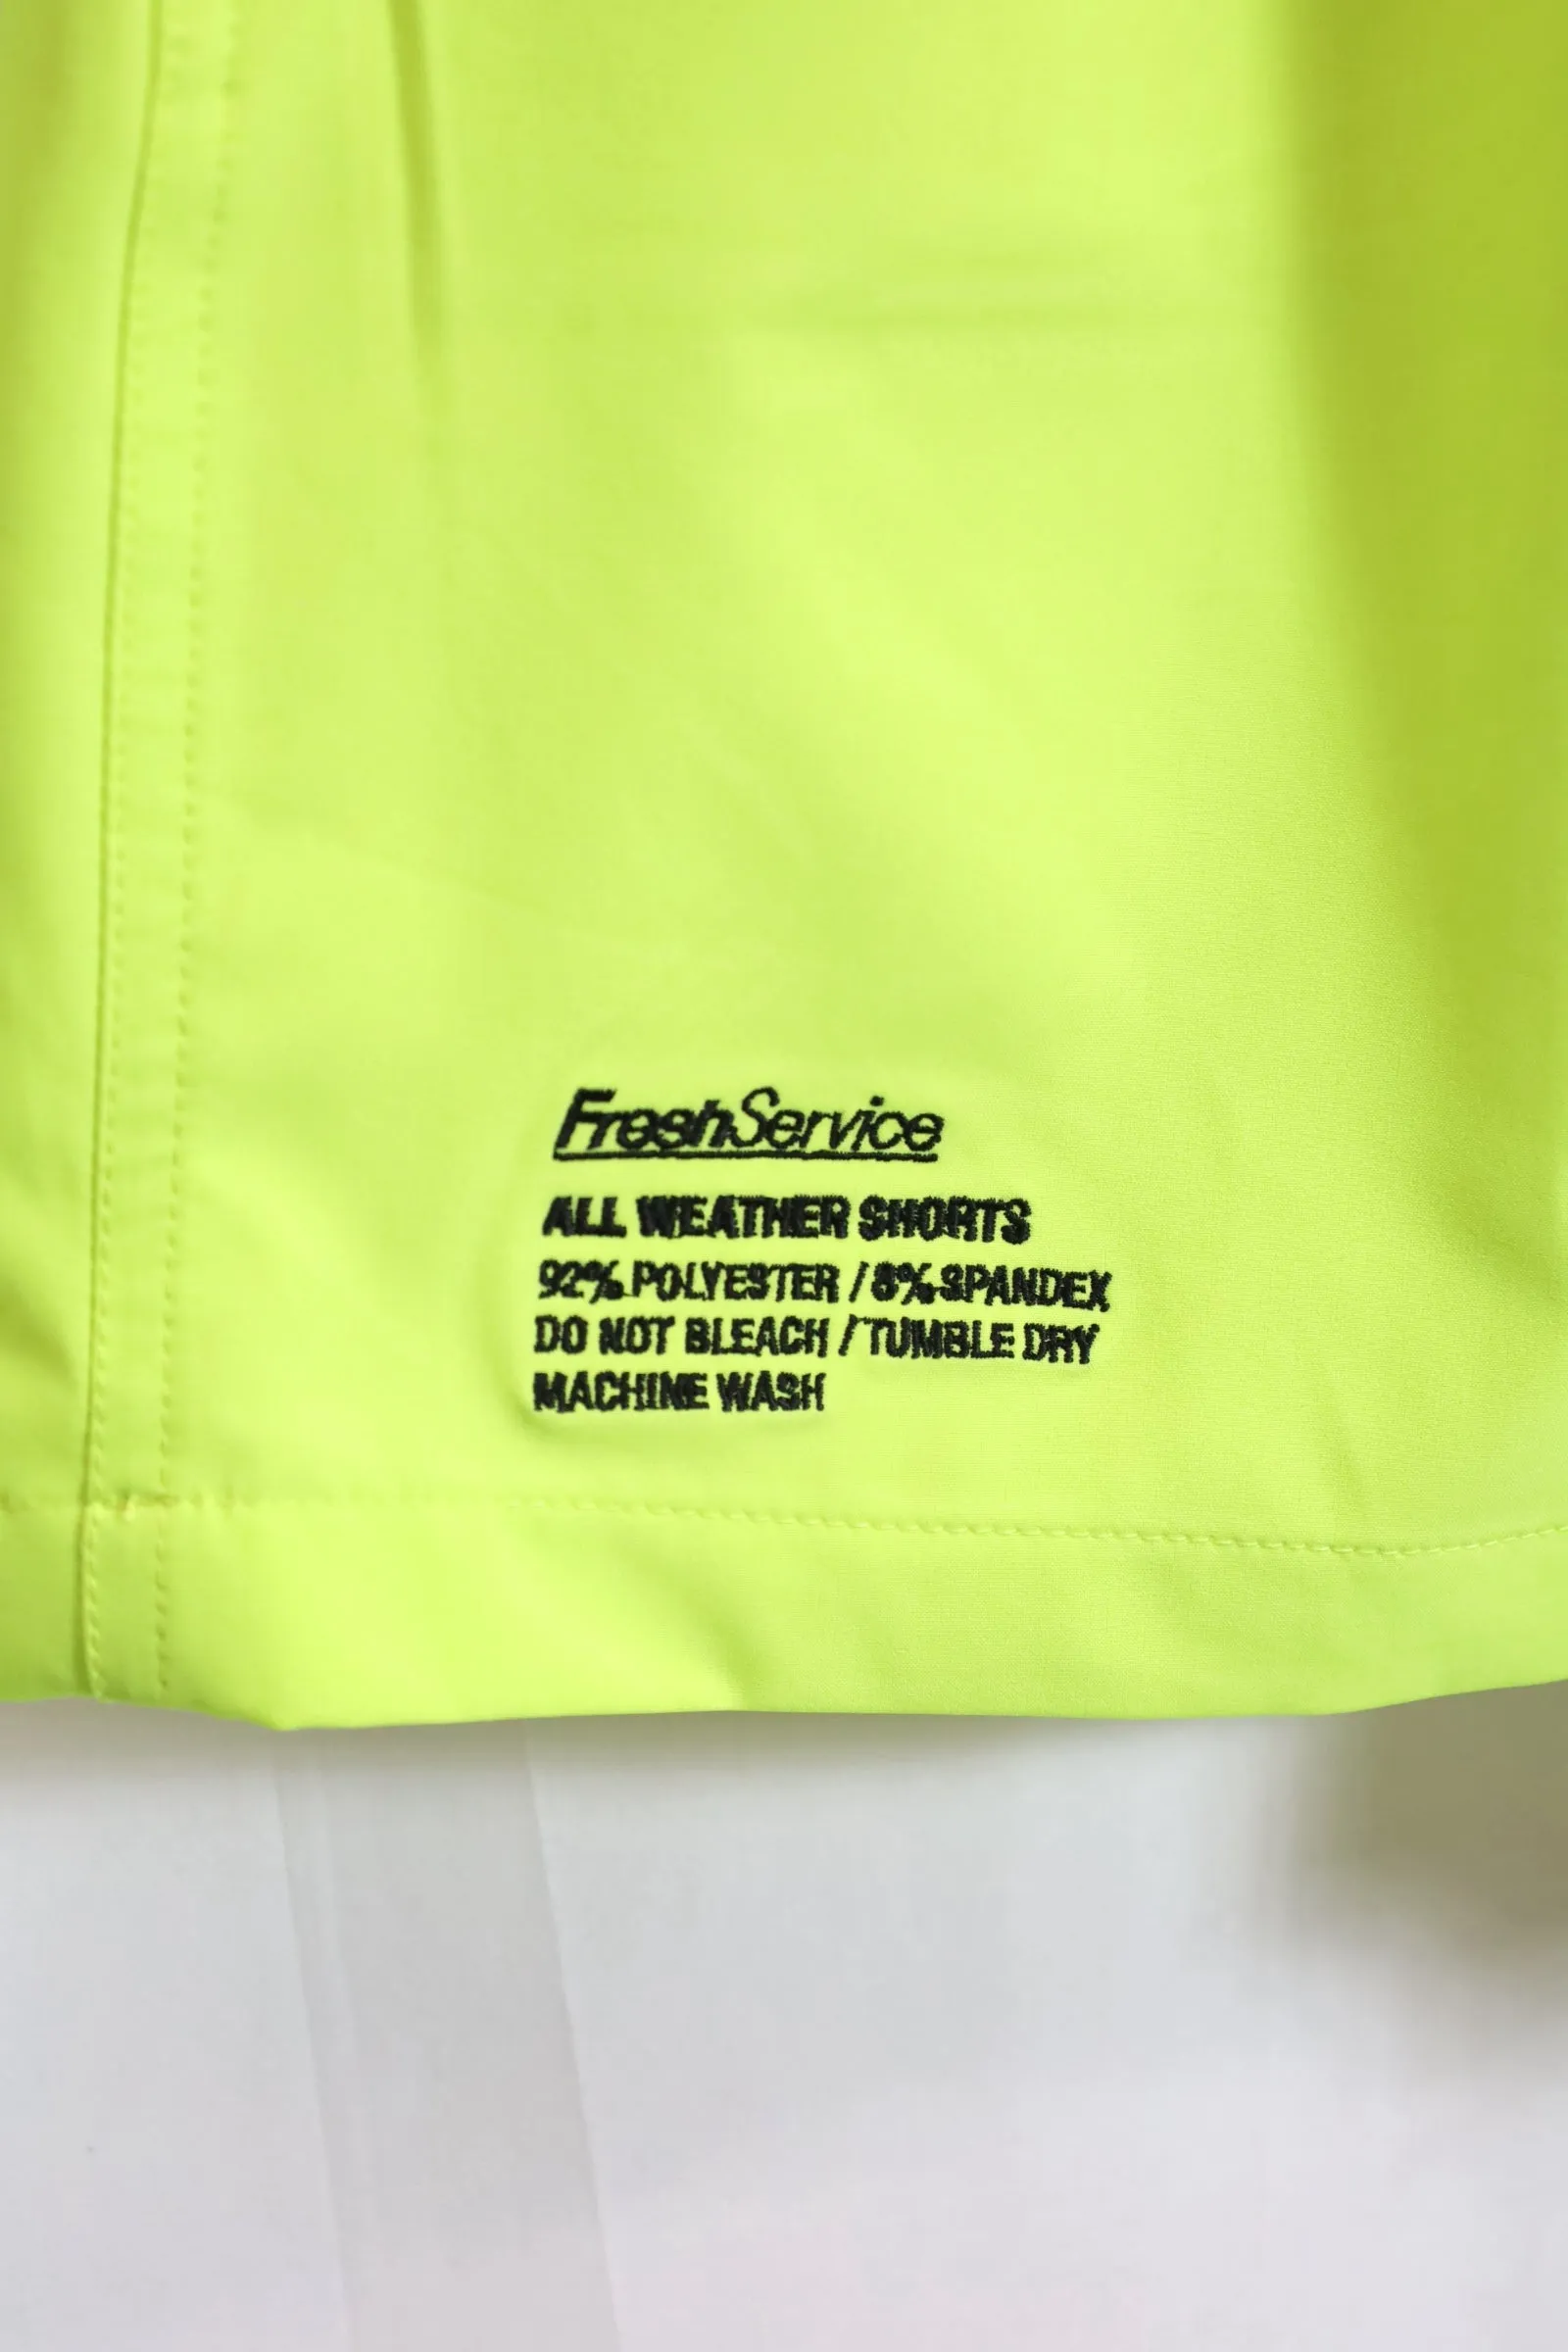 FreshService
ALL WEATHER SHORTS
92% POLYESTER / 8% SPANDEX
DO NOT BLEACH / TUMBLE DRY
MACHINE WASH